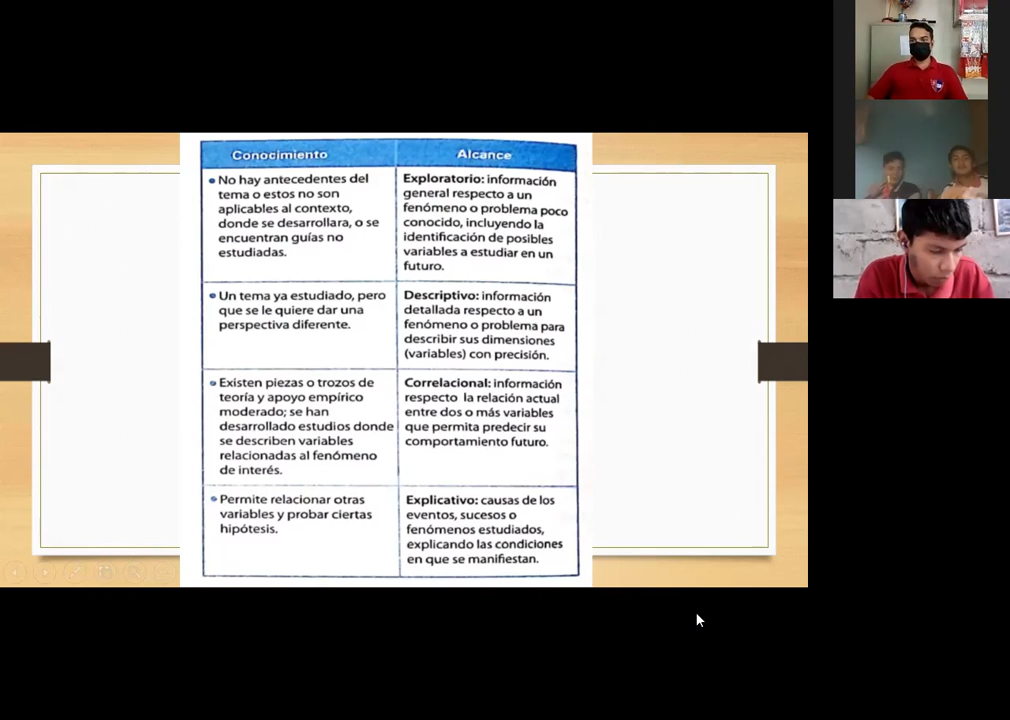 Conocimiento
Alcance
• No hay antecedentes del
tema o estos no son
aplicables al contexto,
donde se desarrollara, o se
encuentran guías no
estudiadas.
Exploratorio: información
general respecto a un
fenómeno o problema poco
conocido, incluyendo la
identificación de posibles
variables a estudiar en un
futuro.
• Un tema ya estudiado, pero
que se le quiere dar una
perspectiva diferente.
Descriptivo: información
detallada respecto a un
fenómeno o problema para
describir sus dimensiones
(variables) con precisión.
• Existen piezas o trozos de
teoría y apoyo empírico
moderado; se han
desarrollado estudios donde
se describen variables
relacionadas al fenómeno
de interés.
Correlacional: información
respecto la relación actual
entre dos o más variables
que permita predecir su
comportamiento futuro.
• Permite relacionar otras
variables y probar ciertas
hipótesis.
Explicativo: causas de los
eventos, sucesos o
fenómenos estudiados,
explicando las condiciones
en que se manifiestan.